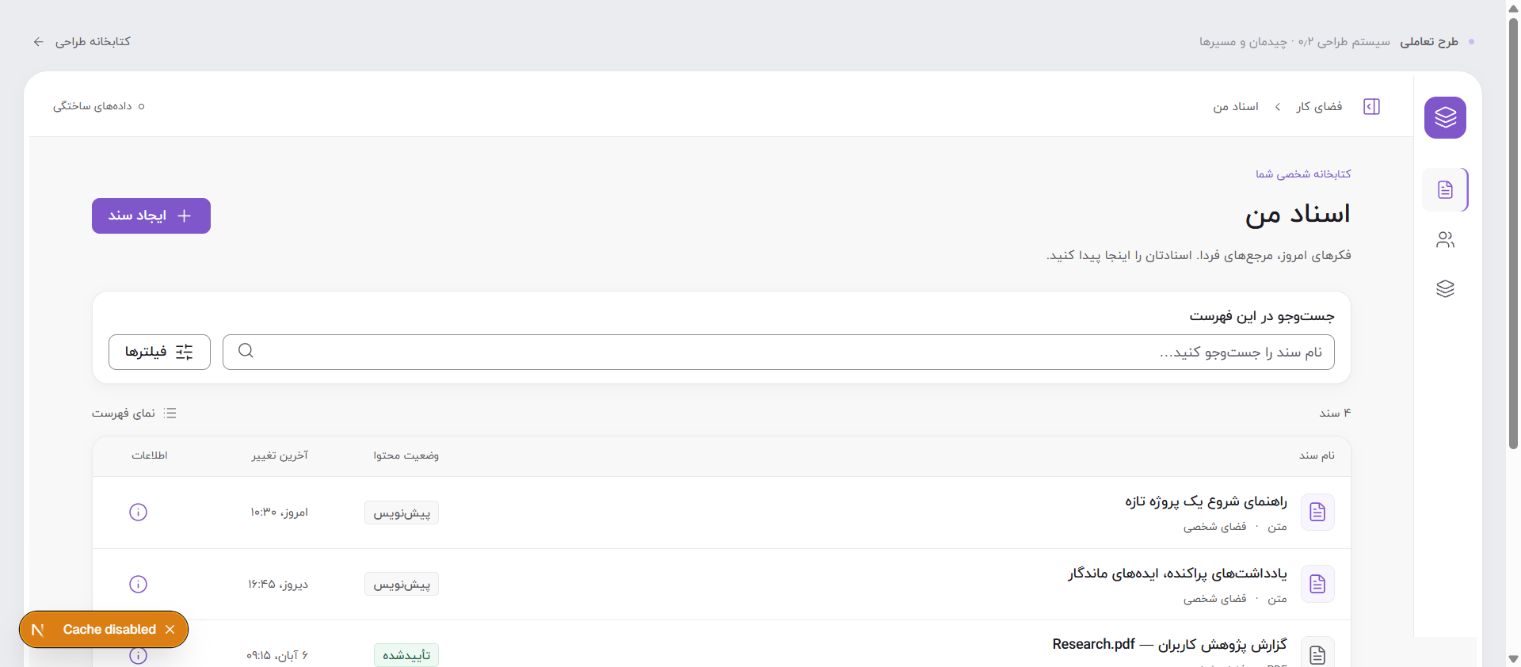 طرح تعاملی سیستم طراحی ۰٫۲ · چیدمان و مسیرها
کتابخانه طراحی
فضای کار
اسناد من
داده‌های ساختگی
کتابخانه شخصی شما
اسناد من
ایجاد سند
فکرهای امروز، مرجع‌های فردا. اسنادتان را اینجا پیدا کنید.
جست‌وجو در این فهرست
نام سند را جست‌وجو کنید...
فیلترها
۴ سند
نمای فهرست
نام سند
وضعیت محتوا
آخرین تغییر
اطلاعات
راهنمای شروع یک پروژه تازه
متن · فضای شخصی
پیش‌نویس
امروز، ۱۰:۳۰
یادداشت‌های پراکنده، ایده‌های ماندگار
متن · فضای شخصی
پیش‌نویس
دیروز، ۱۶:۴۵
گزارش پژوهش کاربران — Research.pdf
تأییدشده
۶ آبان، ۰۹:۱۵
Cache disabled